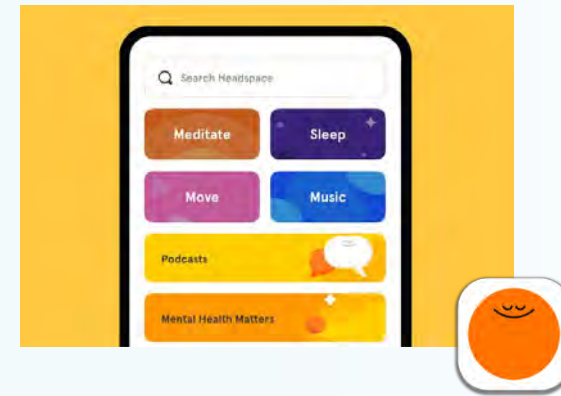 Search Headspace
Meditate
Sleep
Move
Music
Podcasts
Mental Health Matters